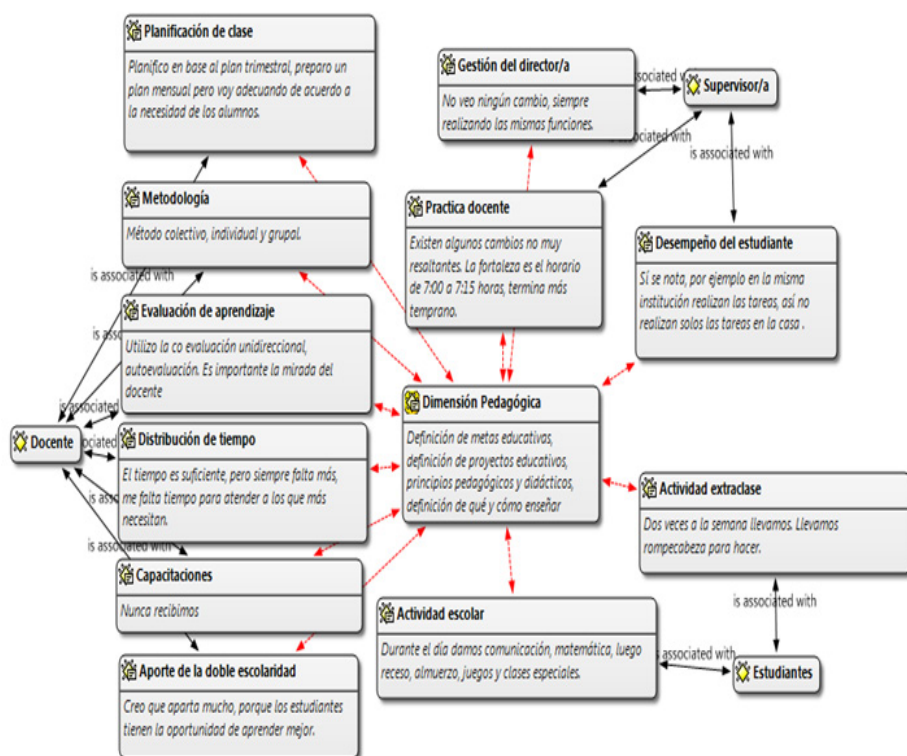 Planificación de clase
Planifico en base al plan trimestral, preparo un
plan mensual pero voy adecuando de acuerdo a
la necesidad de los alumnos.
Gestión del director/a
No veo ningún cambio, siempre
realizando las mismas funciones.
associated with
Supervisor/a
is associated with
is associated with
Metodología
Método colectivo, individual y grupal.
is associated with
Practica docente
Existen algunos cambios no muy
resaltantes. La fortaleza es el horario
de 7:00 a 7:15 horas, termina más
temprano.
Desempeño del estudiante
Sí se nota, por ejemplo en la misma
institución realizan las tareas, así no
realizan solos las tareas en la casa .
Evaluación de aprendizaje
Utilizo la co evaluación unidireccional,
autoevaluación. Es importante la mirada del
docente
is associated
Docente
Distribución de tiempo
El tiempo es suficiente, pero siempre falta más,
me falta tiempo para atender a los que más
necesitan.
is associated with
Dimensión Pedagógica
Definición de metas educativas,
definición de proyectos educativos,
principios pedagógicos y didácticos,
definición de qué y cómo enseñar
Actividad extraclase
Dos veces a la semana llevamos. Llevamos
rompecabeza para hacer.
is associated with
Capacitaciones
Nunca recibimos
Actividad escolar
Durante el día damos comunicación, matemática, luego
receso, almuerzo, juegos y clases especiales.
is associated with
Estudiantes
Aporte de la doble escolaridad
Creo que aparta mucho, porque los estudiantes
tienen la oportunidad de aprender mejor.